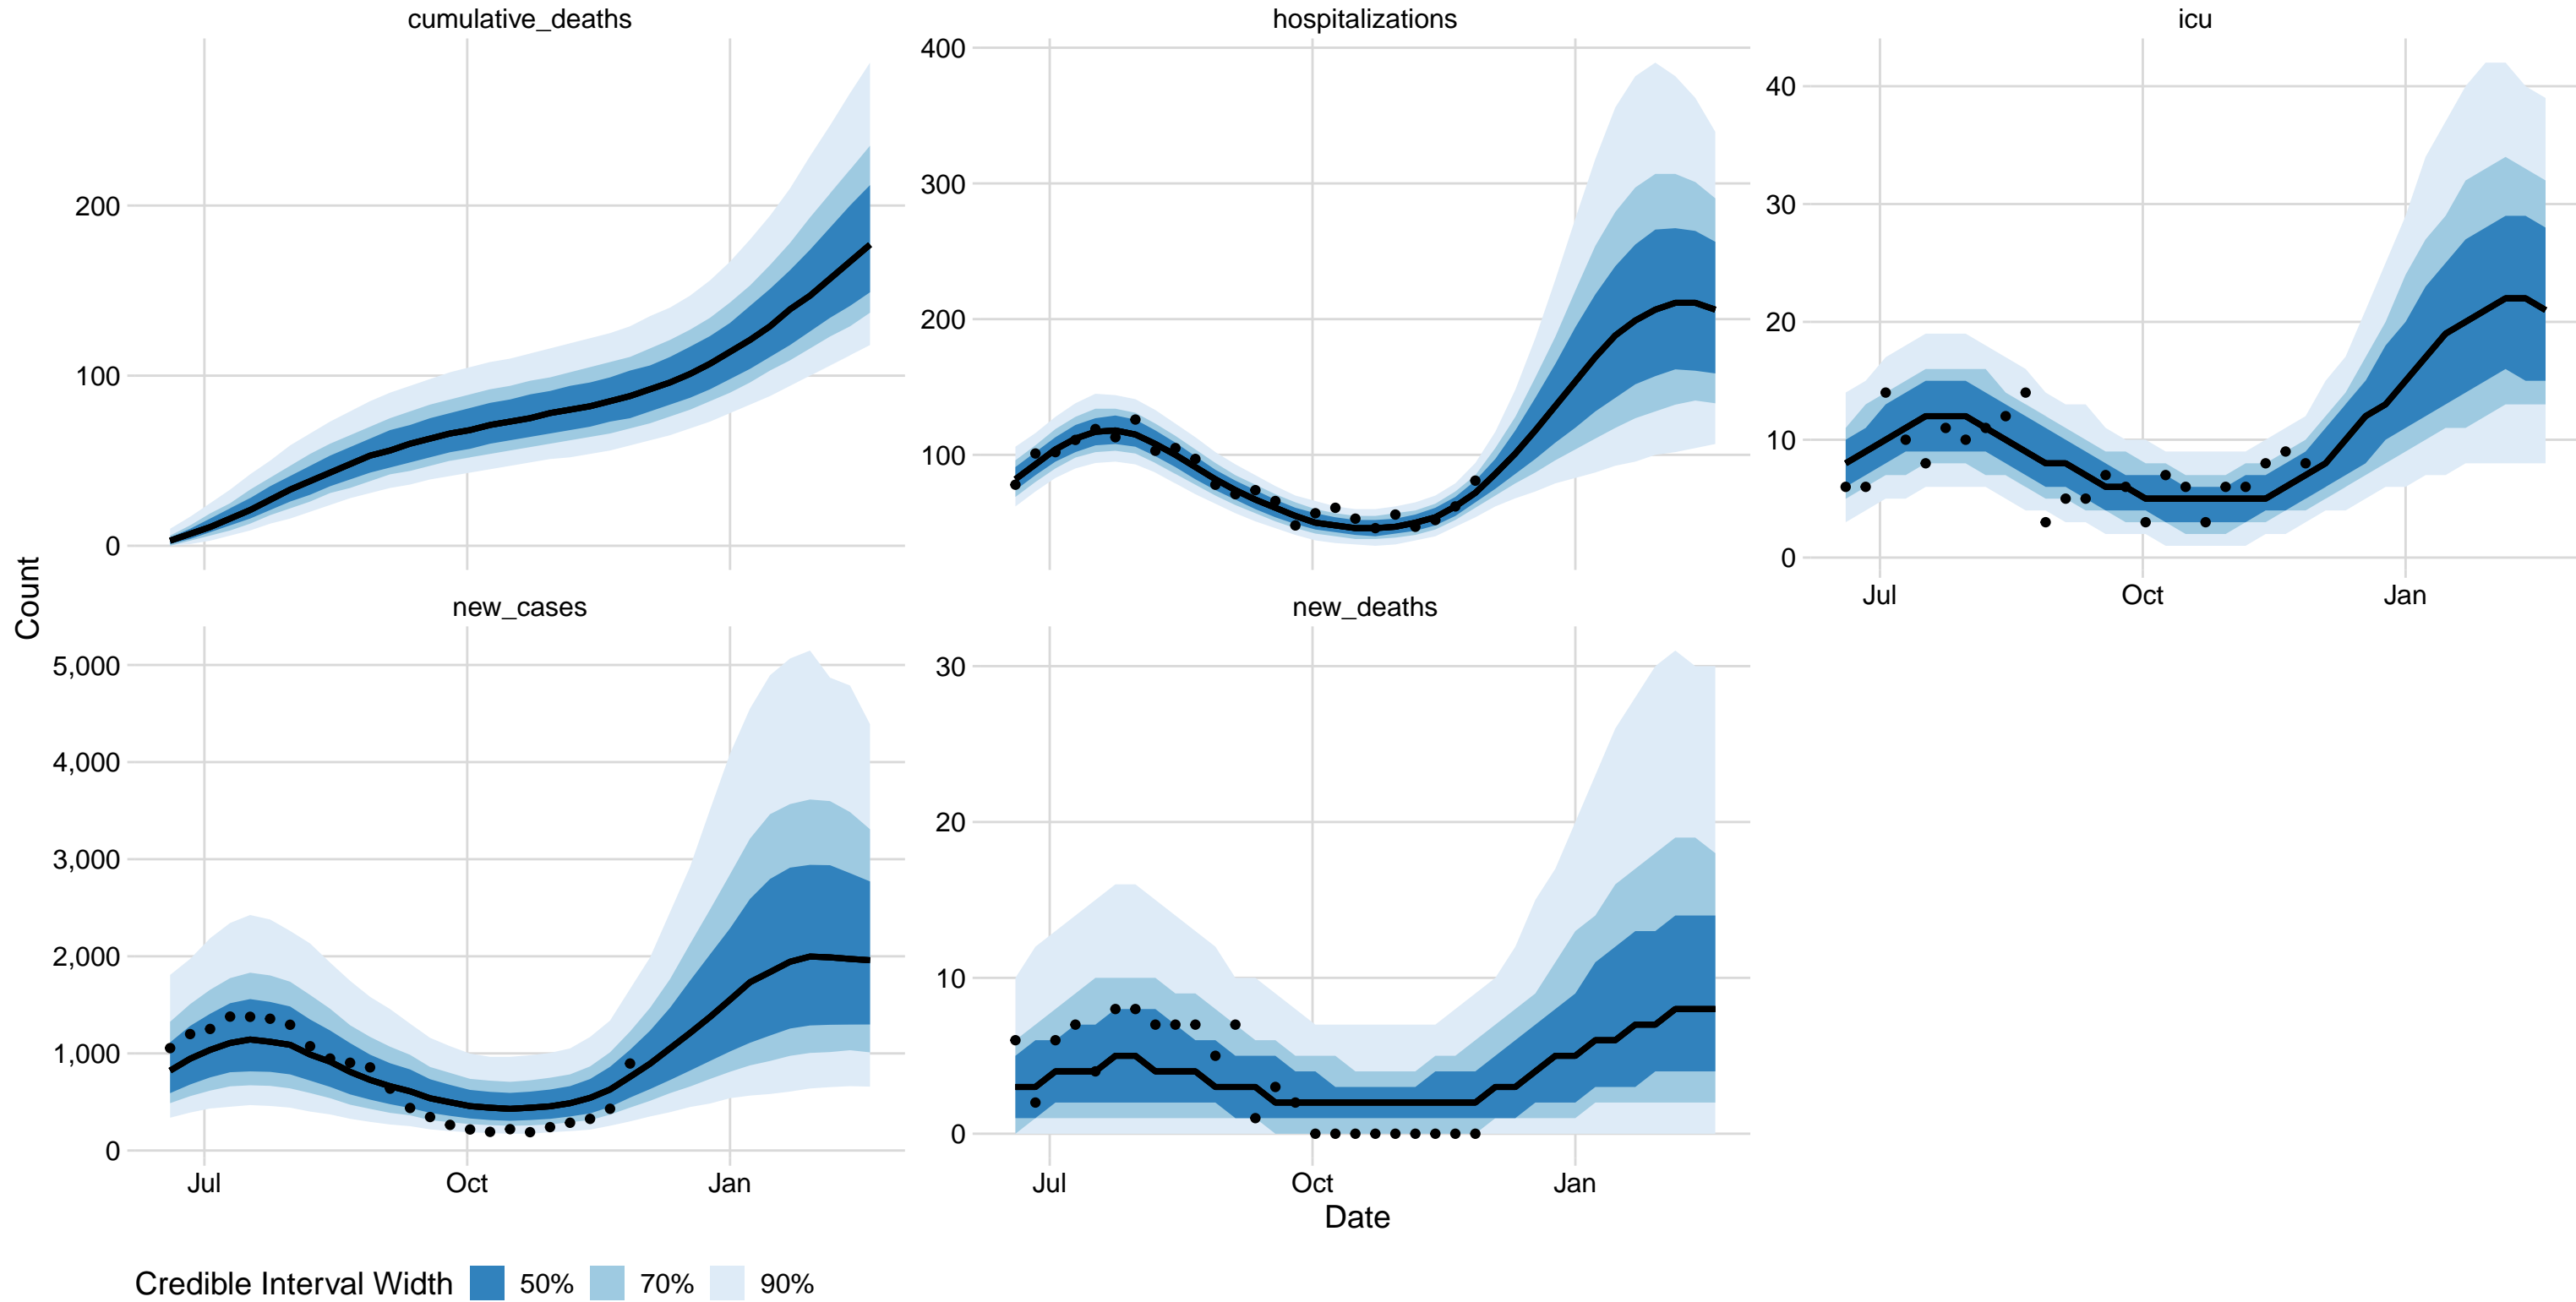 cumulative_deaths
hospitalizations
icu
200
100
0
400
300
200
100
40
30
20
10
0
Jul
Oct
Jan
Count
new_cases
new_deaths
5,000
4,000
3,000
2,000
1,000
0
30
20
10
0
Jul
Oct
Jan
Jul
Oct
Jan
Date
Credible Interval Width 50% 70% 90%